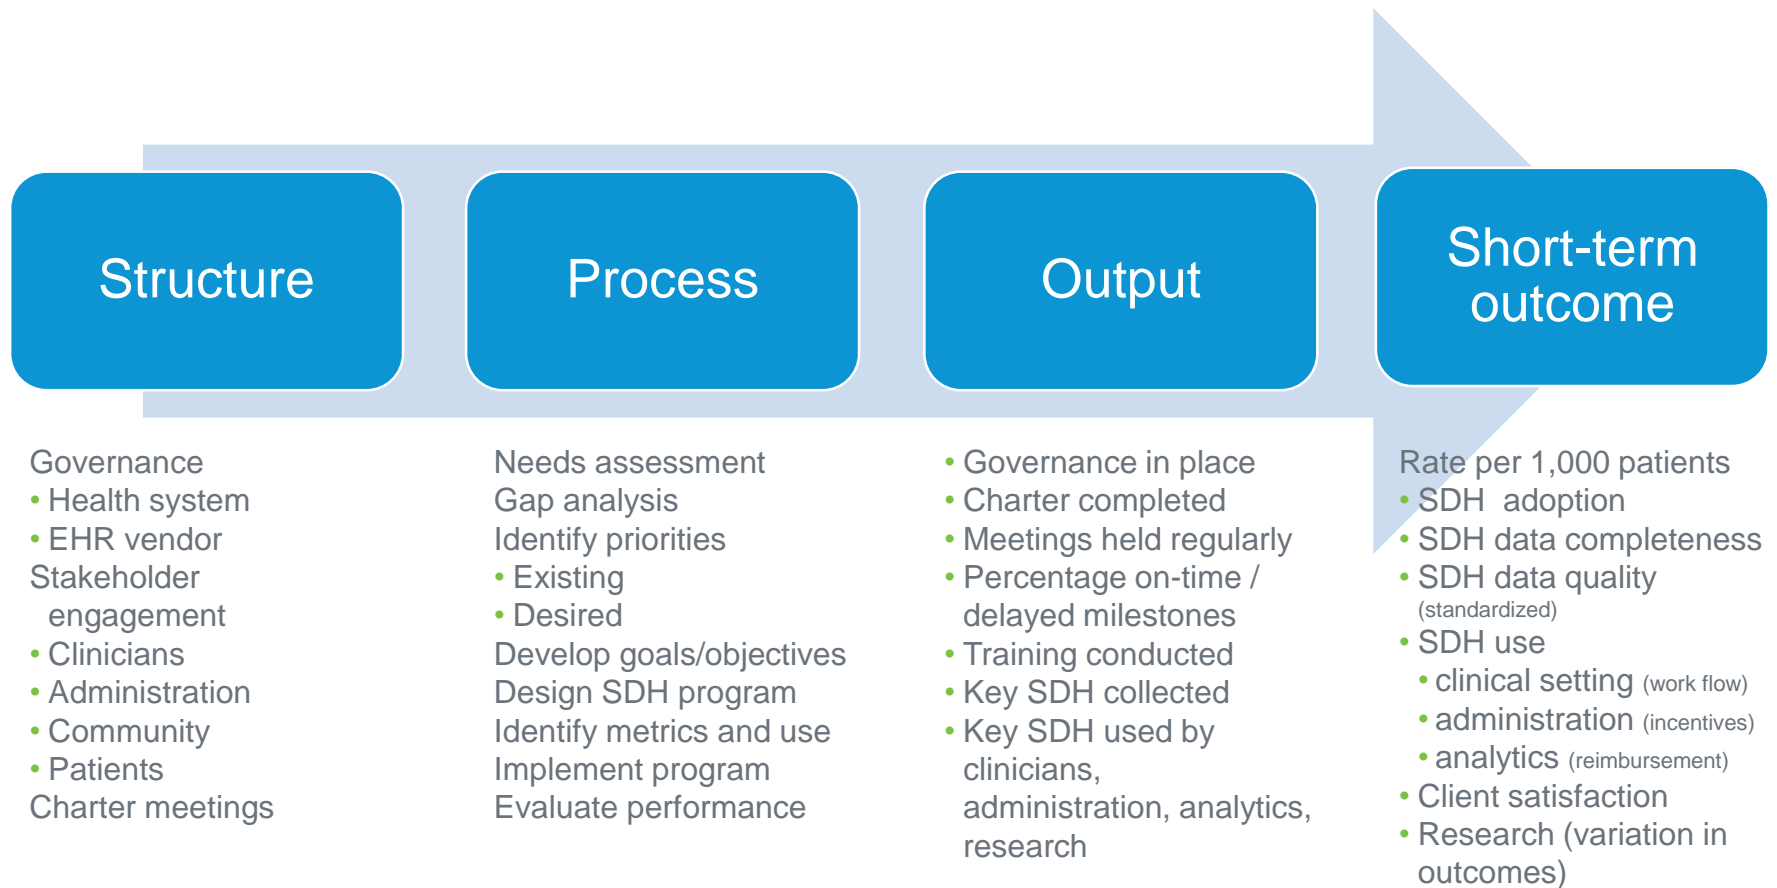 Structure
Process
Output
Short-term
outcome
Governance
• Health system
• EHR vendor
Stakeholder
engagement
• Clinicians
• Administration
• Community
• Patients
Charter meetings
Needs assessment
Gap analysis
Identify priorities
• Existing
• Desired
Develop goals/objectives
Design SDH program
Identify metrics and use
Implement program
Evaluate performance
• Governance in place
• Charter completed
• Meetings held regularly
• Percentage on-time /
delayed milestones
• Training conducted
• Key SDH collected
• Key SDH used by
clinicians,
administration, analytics,
research
Rate per 1,000 patients
• SDH adoption
• SDH data completeness
• SDH data quality
(standardized)
• SDH use
• clinical setting (work flow)
• administration (incentives)
• analytics (reimbursement)
• Client satisfaction
• Research (variation in
outcomes)